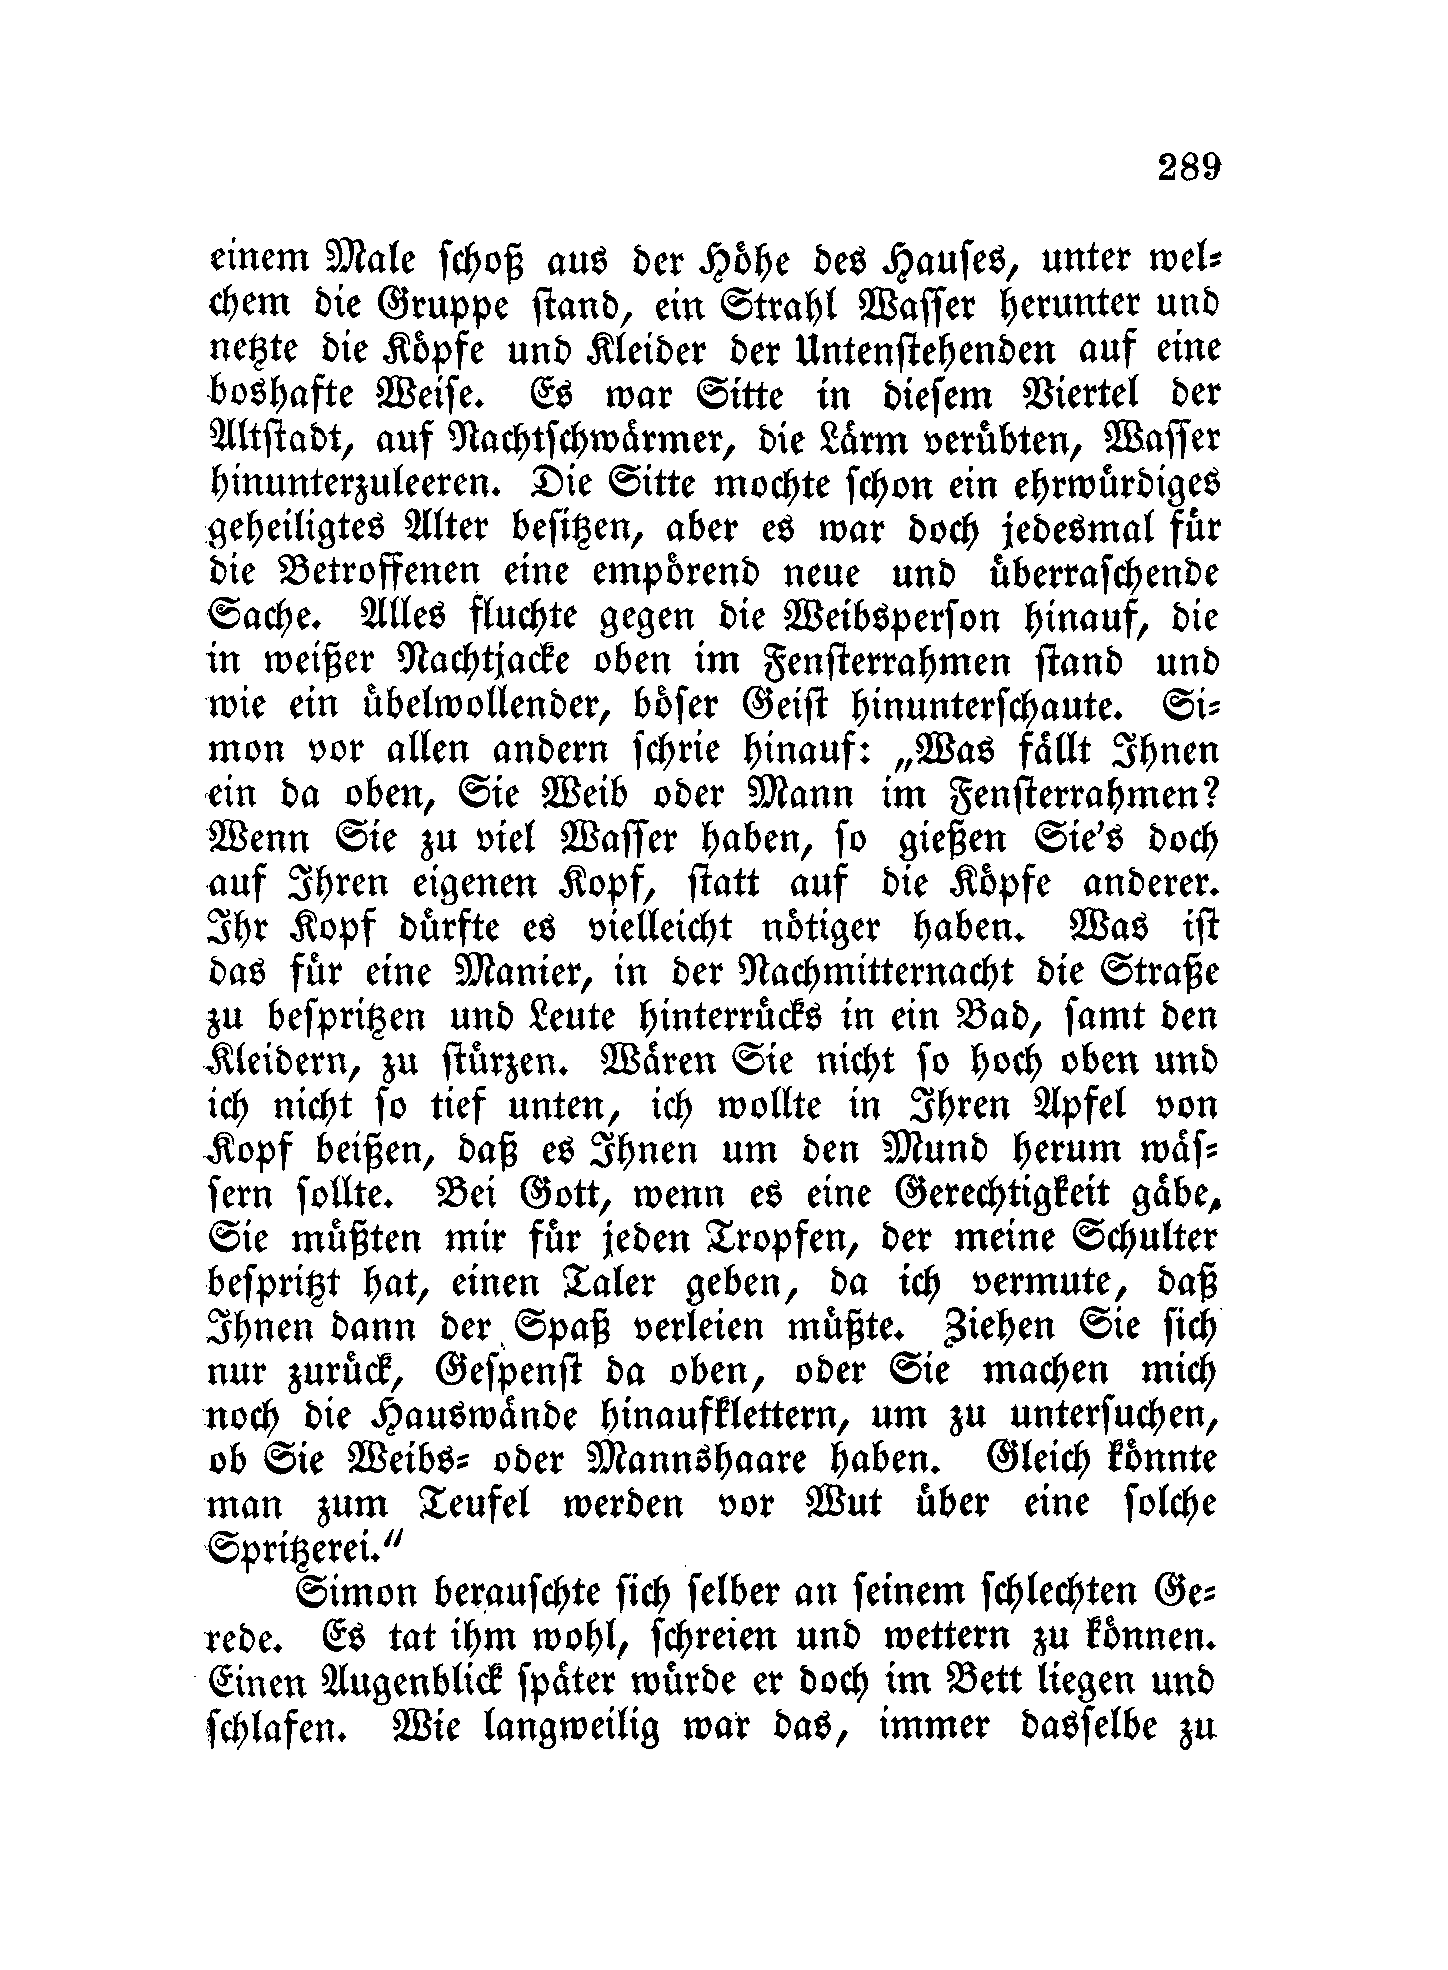 289
einem Male schoß aus der Höhe des Hauses, unter wel-
chem die Gruppe stand, ein Strahl Wasser herunter und
netzte die Köpfe und Kleider der Untenstehenden auf eine
boshafte Weise. Es war Sitte in diesem Viertel der
Altstadt, auf Nachtschwärmer, die Lärm verübten, Wasser
hinunterzuleeren. Die Sitte mochte schon ein ehrwürdiges
geheiligtes Alter besitzen, aber es war doch jedesmal für
die Betroffenen eine empörend neue und überraschende
Sache. Alles fluchte gegen die Weibsperson hinauf, die
in weißer Nachtjacke oben im Fensterrahmen stand und
wie ein übelwollender, böser Geist hinunterschaute. Si-
mon vor allen andern schrie hinauf: „Was fällt Ihnen
ein da oben, Sie Weib oder Mann im Fensterrahmen?
Wenn Sie zu viel Wasser haben, so gießen Sie's doch
auf Ihren eigenen Kopf, statt auf die Köpfe anderer.
Ihr Kopf dürfte es vielleicht nötiger haben. Was ist
das für eine Manier, in der Nachmitternacht die Straße
zu bespritzen und Leute hinterrücks in ein Bad, samt den
Kleidern, zu stürzen. Wären Sie nicht so hoch oben und
ich nicht so tief unten, ich wollte in Ihren Apfel von
Kopf beißen, daß es Ihnen um den Mund herum wäs-
sern sollte. Bei Gott, wenn es eine Gerechtigkeit gäbe,
Sie müßten mir für jeden Tropfen, der meine Schulter
bespritzt hat, einen Taler geben, da ich vermute, daß
Ihnen dann der Spaß verleien müßte. Ziehen Sie sich
nur zurück, Gespenst da oben, oder Sie machen mich
noch die Hauswände hinaufklettern, um zu untersuchen,
ob Sie Weibs- oder Mannshaare haben. Gleich könnte
man zum Teufel werden vor Wut über eine solche
Spritzerei.“
Simon berauschte sich selber an seinem schlechten Ge-
rede. Es tat ihm wohl, schreien und wettern zu können.
Einen Augenblick später würde er doch im Bett liegen und
schlafen. Wie langweilig war das, immer dasselbe zu